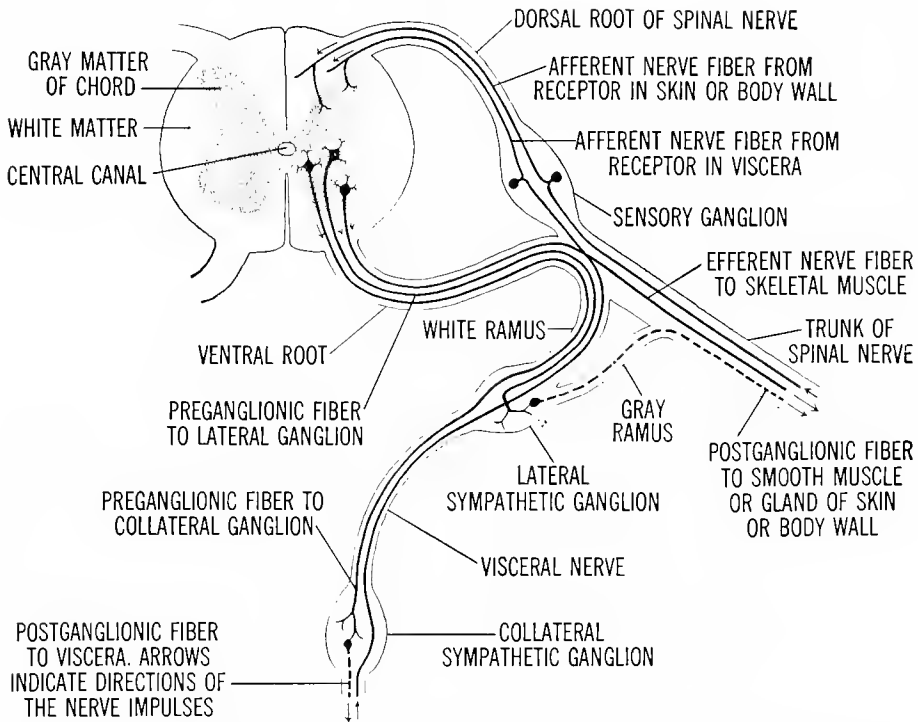 DORSAL ROOT OF SPINAL NERVE
GRAY MATTER
OF CHORD
WHITE MATTER
CENTRAL CANAL
AFFERENT NERVE FIBER FROM
RECEPTOR IN SKIN OR BODY WALL
AFFERENT NERVE FIBER FROM
RECEPTOR IN VISCERA
SENSORY GANGLION
EFFERENT NERVE FIBER
TO SKELETAL MUSCLE
WHITE RAMUS
TRUNK OF
SPINAL NERVE
VENTRAL ROOT
PREGANGLIONIC FIBER
TO LATERAL GANGLION
GRAY
RAMUS
POSTGANGLIONIC FIBER
TO SMOOTH MUSCLE
OR GLAND OF SKIN
OR BODY WALL
LATERAL
SYMPATHETIC GANGLION
PREGANGLIONIC FIBER TO
COLLATERAL GANGLION
VISCERAL NERVE
POSTGANGLIONIC FIBER
TO VISCERA. ARROWS
INDICATE DIRECTIONS OF
THE NERVE IMPULSES
COLLATERAL
SYMPATHETIC GANGLION